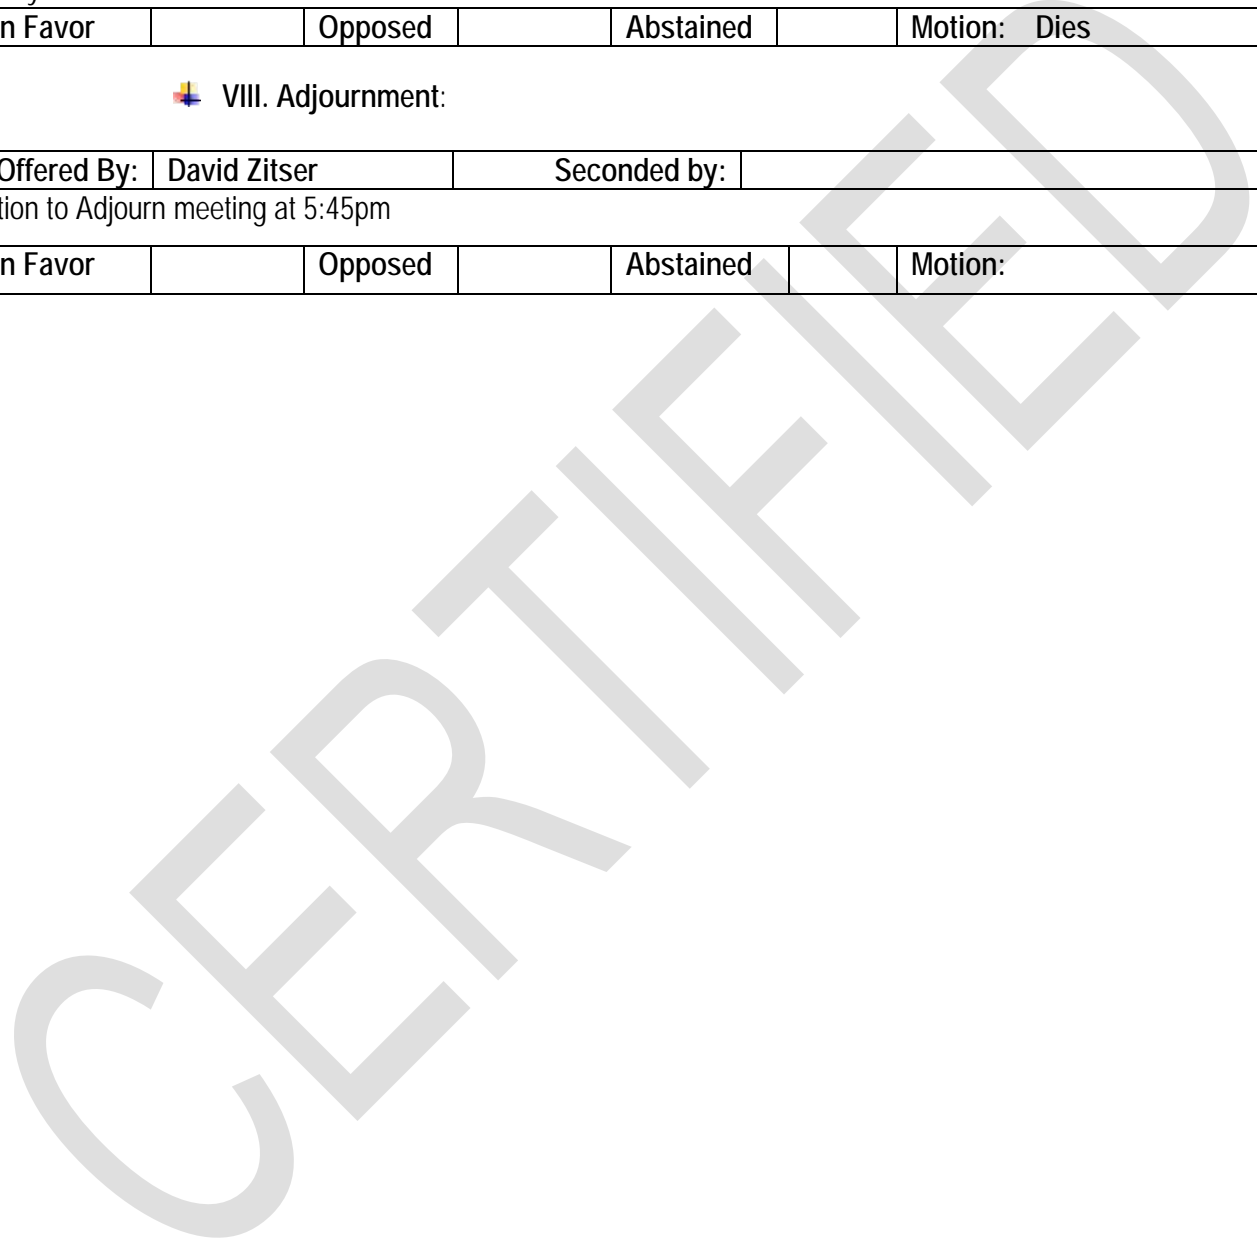 n Favor Opposed Abstained Motion: Dies
VIII. Adjournment:
Offered By: David Zitser Seconded by:
tion to Adjourn meeting at 5:45pm
n Favor Opposed Abstained Motion:
CERTIFIED